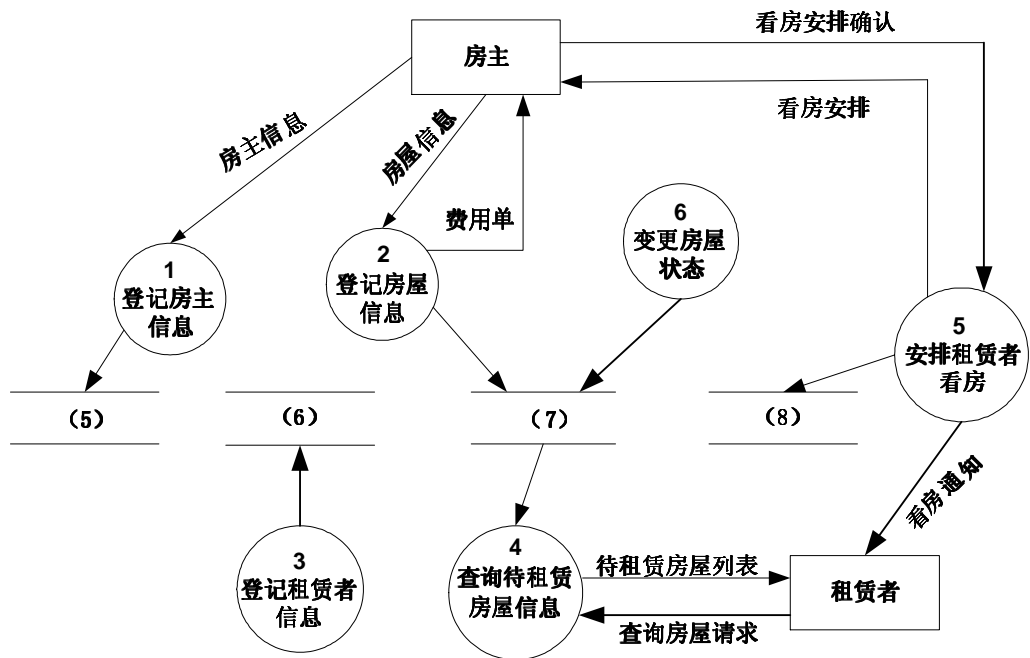 看房安排确认
房主
看房安排
房主信息
房屋信息
费用单
6
变更房屋
状态
1
登记房主
信息
2
登记房屋
信息
5
安排租赁者
看房
（5）
（6）
（7）
（8）
看房通知
3
登记租赁者
信息
4
查询待租赁
房屋信息
待租赁房屋列表
租赁者
查询房屋请求